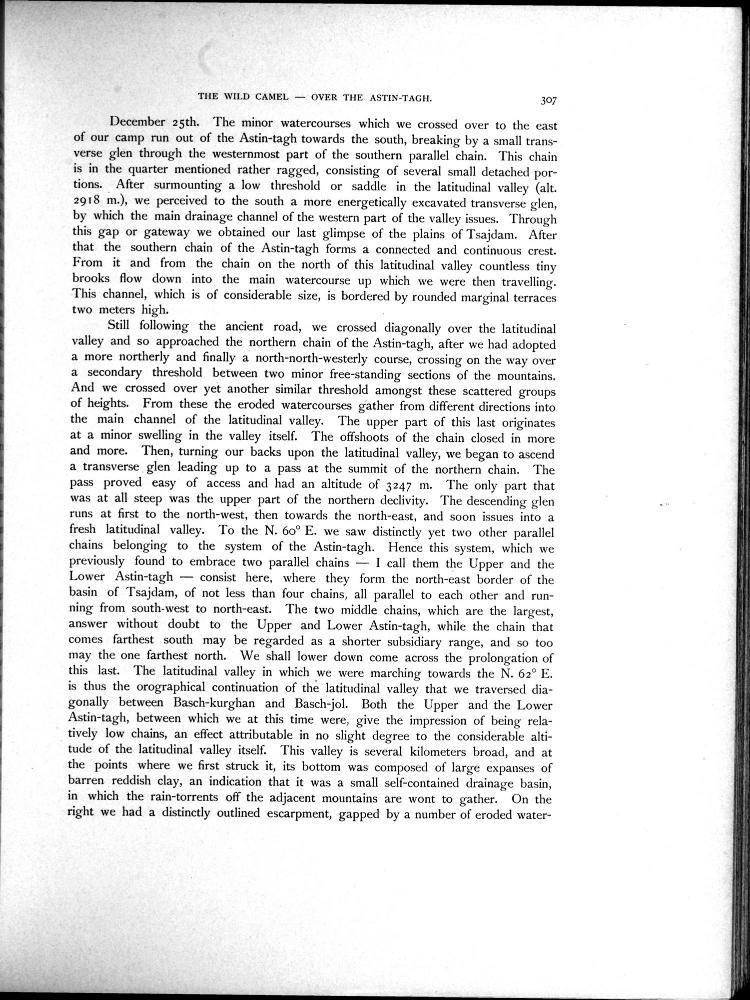 THE WILD CAMEL — OVER THE ASTIN-TAGH. 307
December 25th. The minor watercourses which we crossed over to the east
of our camp run out of the Astin-tagh towards the south, breaking by a small trans-
verse glen through the westernmost part of the southern parallel chain. This chain
is in the quarter mentioned rather ragged, consisting of several small detached por-
tions. After surmounting a low threshold or saddle in the latitudinal valley (alt.
2918 m.), we perceived to the south a more energetically excavated transverse glen,
by which the main drainage channel of the western part of the valley issues. Through
this gap or gateway we obtained our last glimpse of the plains of Tsajdam. After
that the southern chain of the Astin-tagh forms a connected and continuous crest.
From it and from the chain on the north of this latitudinal valley countless tiny
brooks flow down into the main watercourse up which we were then travelling.
This channel, which is of considerable size, is bordered by rounded marginal terraces
two meters high.
Still following the ancient road, we crossed diagonally over the latitudinal
valley and so approached the northern chain of the Astin-tagh, after we had adopted
a more northerly and finally a north-north-westerly course, crossing on the way over
a secondary threshold between two minor free-standing sections of the mountains.
And we crossed over yet another similar threshold amongst these scattered groups
of heights. From these the eroded watercourses gather from different directions into
the main channel of the latitudinal valley. The upper part of this last originates
at a minor swelling in the valley itself. The offshoots of the chain closed in more
and more. Then, turning our backs upon the latitudinal valley, we began to ascend
a transverse glen leading up to a pass at the summit of the northern chain. The
pass proved easy of access and had an altitude of 3247 m. The only part that
was at all steep was the upper part of the northern declivity. The descending glen
runs at first to the north-west, then towards the north-east, and soon issues into a
fresh latitudinal valley. To the N. 60° E. we saw distinctly yet two other parallel
chains belonging to the system of the Astin-tagh. Hence this system, which we
previously found to embrace two parallel chains — I call them the Upper and the
Lower Astin-tagh — consist here, where they form the north-east border of the
basin of Tsajdam, of not less than four chains, all parallel to each other and run-
ning from south-west to north-east. The two middle chains, which are the largest,
answer without doubt to the Upper and Lower Astin-tagh, while the chain that
comes farthest south may be regarded as a shorter subsidiary range, and so too
may the one farthest north. We shall lower down come across the prolongation of
this last. The latitudinal valley in which we were marching towards the N. 62° E.
is thus the orographical continuation of the latitudinal valley that we traversed dia-
gonally between Basch-kurghan and Basch-jol. Both the Upper and the Lower
Astin-tagh, between which we at this time were, give the impression of being rela-
tively low chains, an effect attributable in no slight degree to the considerable alti-
tude of the latitudinal valley itself. This valley is several kilometers broad, and at
the points where we first struck it, its bottom was composed of large expanses of
barren reddish clay, an indication that it was a small self-contained drainage basin,
in which the rain-torrents off the adjacent mountains are wont to gather. On the
right we had a distinctly outlined escarpment, gapped by a number of eroded water-